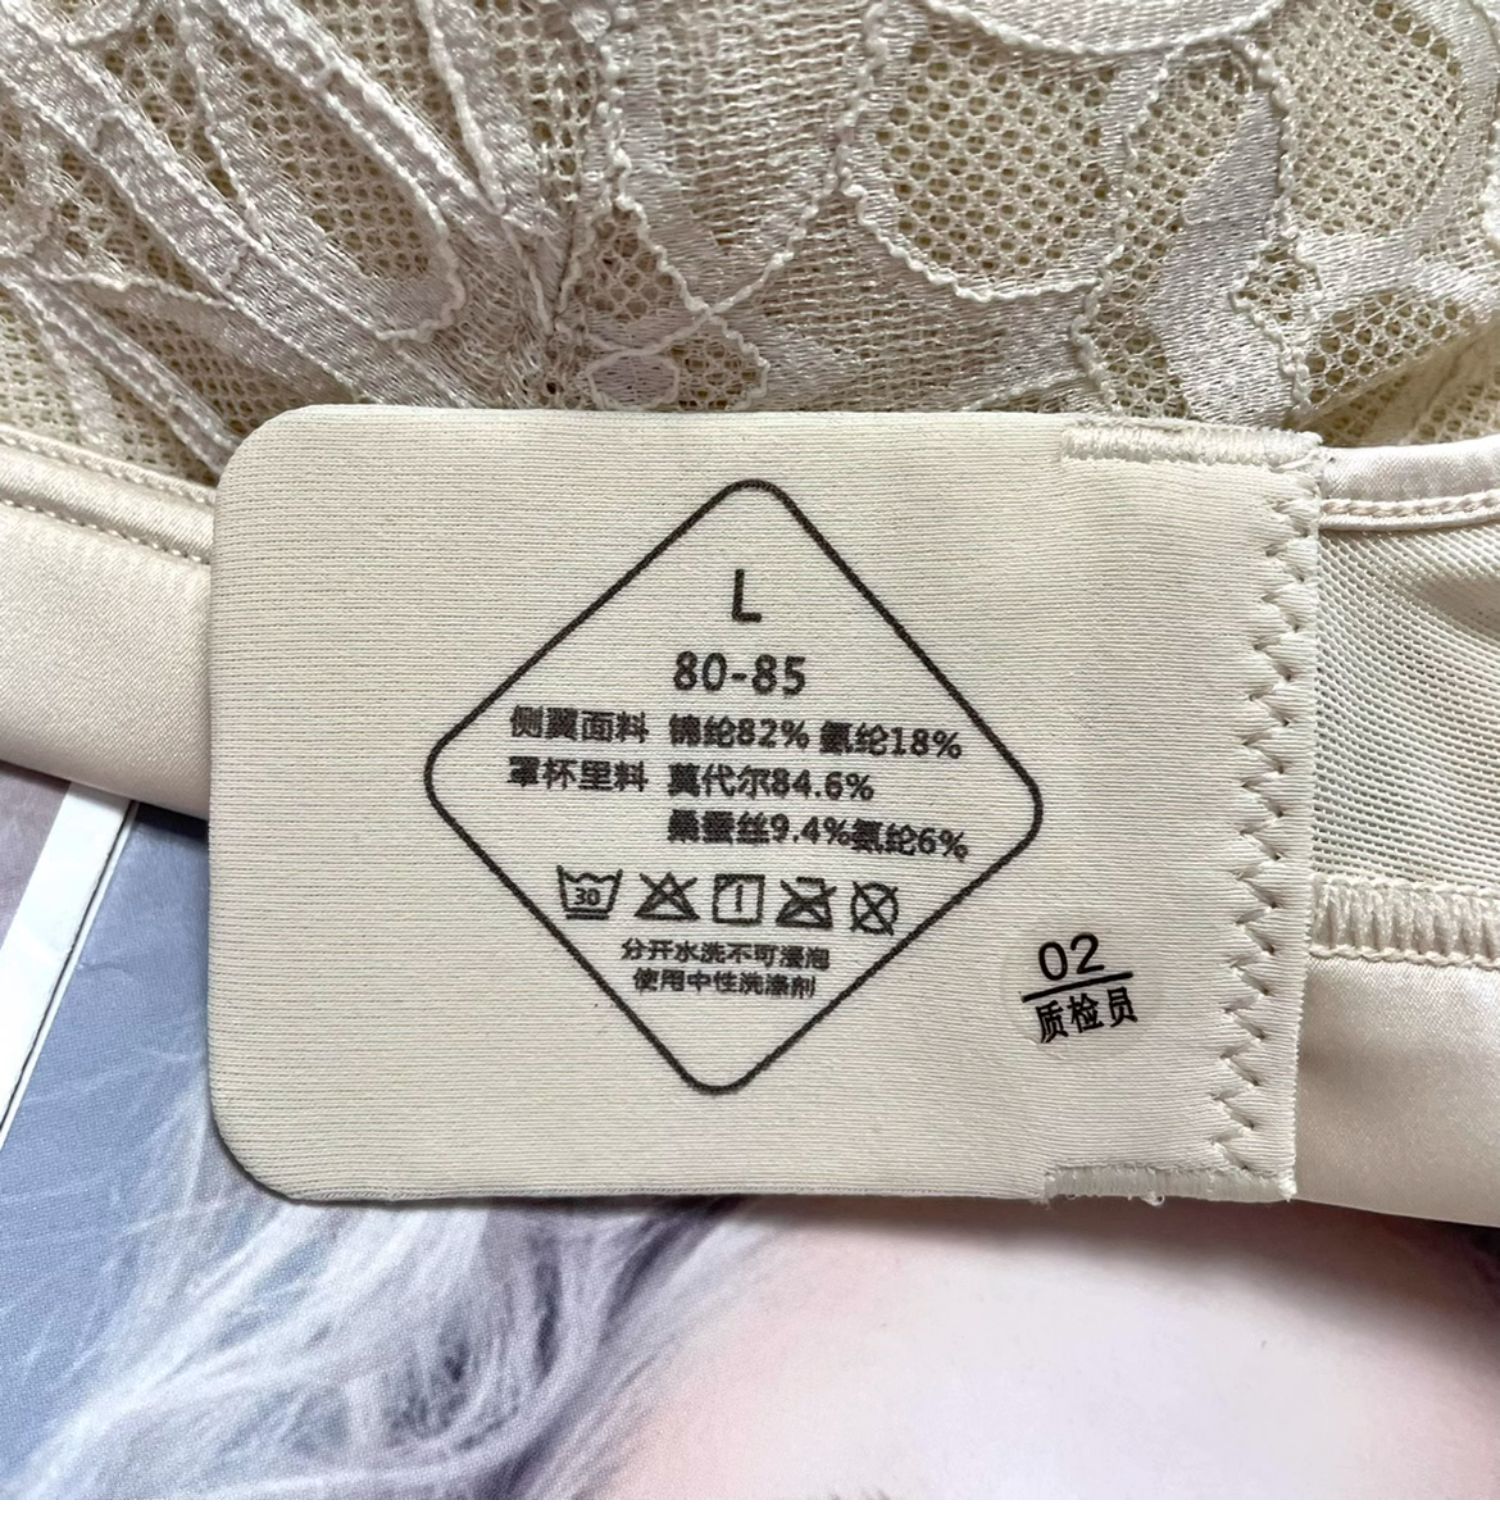 L
80-85
侧翼面料 锦纶82% 氨纶18%
罩杯里料 莫代尔84.6%
桑蚕丝9.4%氨纶6%
30
分开水洗不可浸泡
使用中性洗涤剂
02
质检员